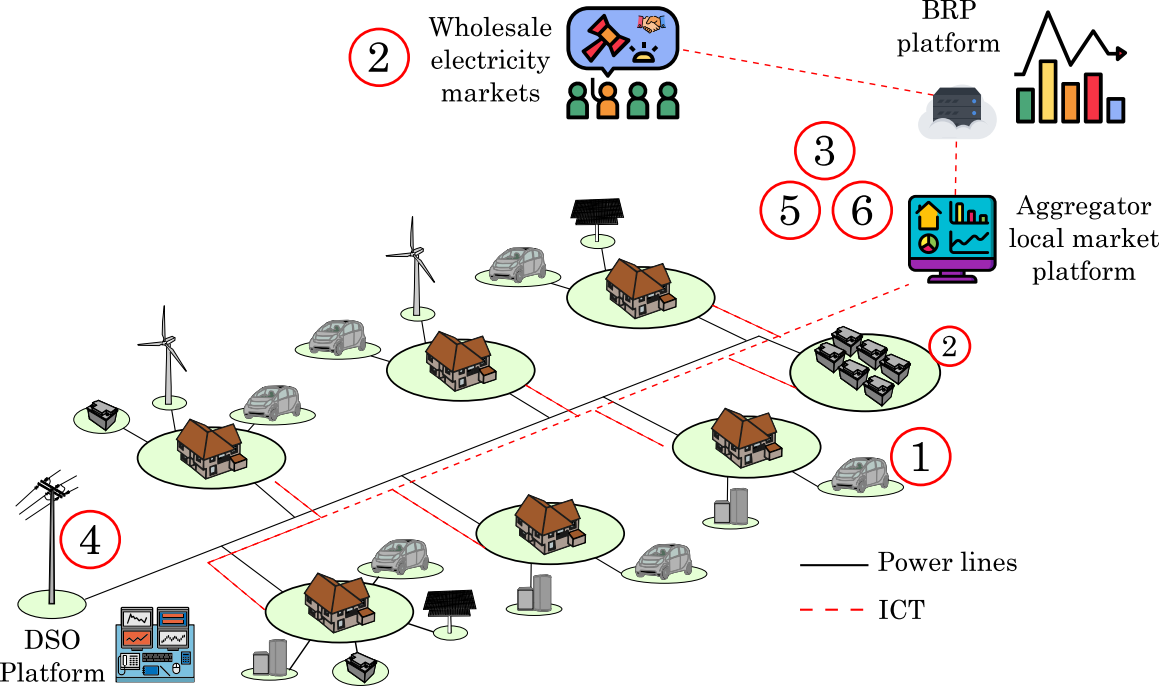 2
Wholesale
electricity
markets
BRP
platform
3
5
6
Aggregator
local market
platform
2
1
4
DSO
Platform
Power lines
ICT